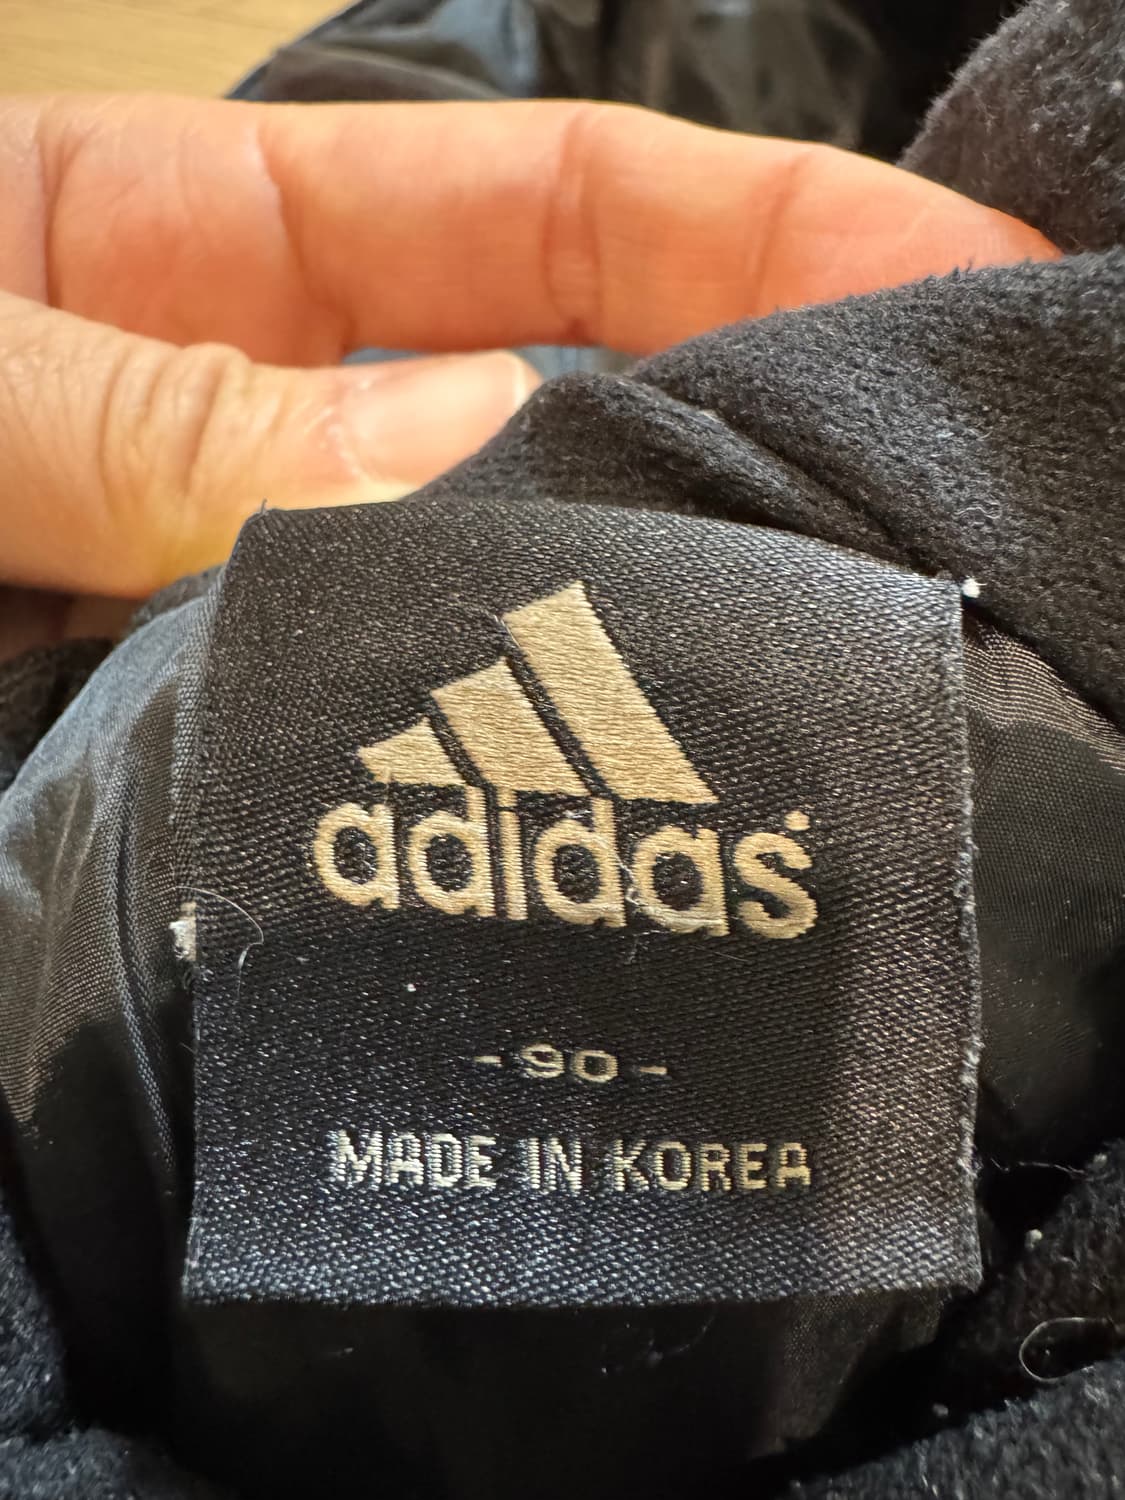 adidas
- 90 -
MADE IN KOREA